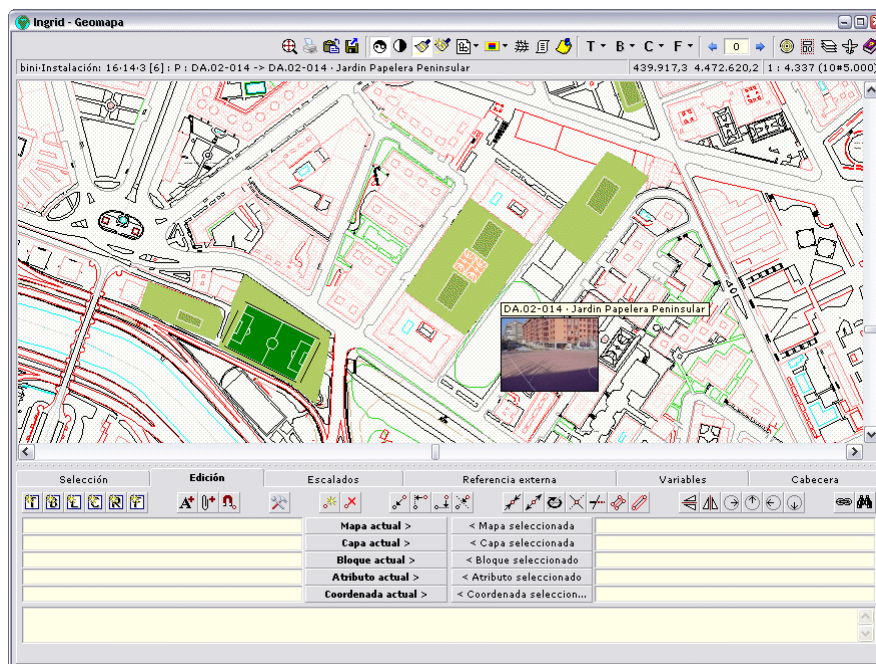 Ingrid - Geomapa
T B C F 0
bini·Instalación: 16·14·3 [6] : P : DA.02-014 -> DA.02-014 · Jardin Papelera Peninsular 439.917,3 4.472.620,2 1 : 4.337 (10#5.000)
DA.02-014 · Jardin Papelera Peninsular
Selección Edición Escalados Referencia externa Variables Cabecera
Mapa actual > < Mapa seleccionada
Capa actual > < Capa seleccionada
Bloque actual > < Bloque seleccionado
Atributo actual > < Atributo seleccionado
Coordenada actual > < Coordenada seleccion...